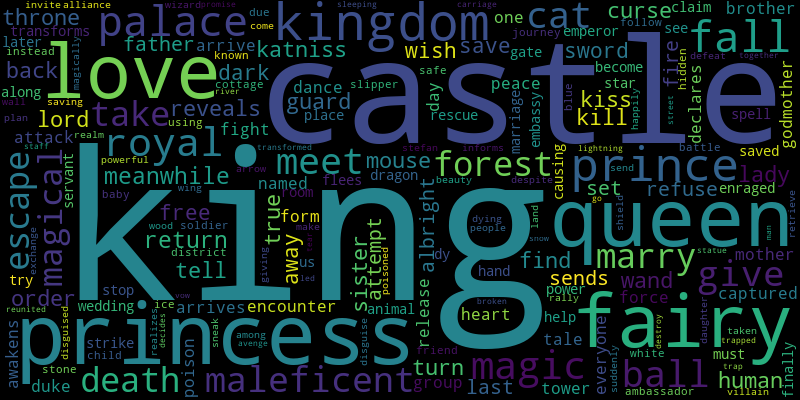 invite alliance wizard promise sleeping carriage
throne palace kingdom due come one cat curse claim brother
transforms later instead love father arrive known katniss wish save gate follow see emperor fall
back magically dark cottage river castle safe sword become fire hidden defeat together
along take reveals dance slipper day peace star declares godmother
wall saving using guard place rescue marriage embassy blue kiss happily street
plan lord realm fight transformed stefan informs kill lightning battle spell
attack staff royal meet mouse forest causing send prince saved lady
escape magical powerful meanwhile arrow dragon beauty despite set refuse enraged
servant baby wing named flees room king albright dying people queen go shield retrieve
exchange free wood soldier true form make tear land marry statue main
return district giving away us led attempt poisoned sister dy snow find mother
try tell vow hand sends wand give
order stop ice encounter animal release broken power rally force captured
reunited disguised wedding arrives heart fairy daughter
princess realizes decides sneak among avenge disguise help destroy taken trapped
awakens strike child friend tale everyone white must trap finally
stone death poison maleficent turn magic suddenly ball human
duke group last tower ambassador villain